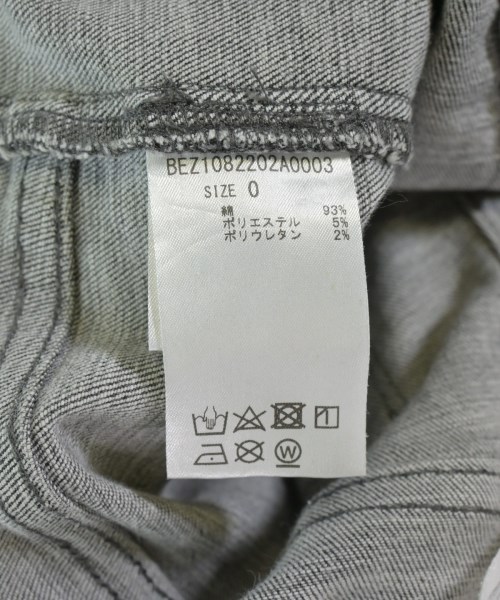 BEZ1082202A0003
SIZE 0
綿 93%
ポリエステル 5%
ポリウレタン 2%
W